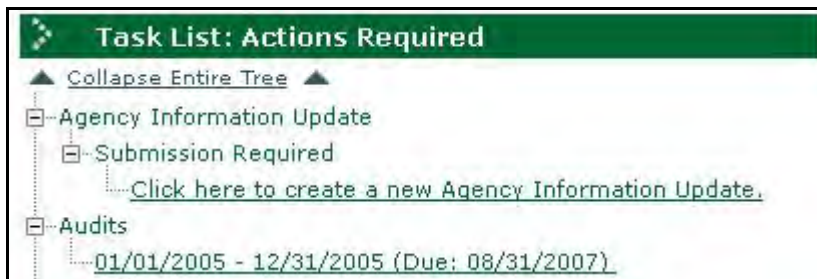 Task List: Actions Required
Collapse Entire Tree
Agency Information Update
Submission Required
Click here to create a new Agency Information Update.
Audits
01/01/2005 - 12/31/2005 (Due: 08/31/2007)